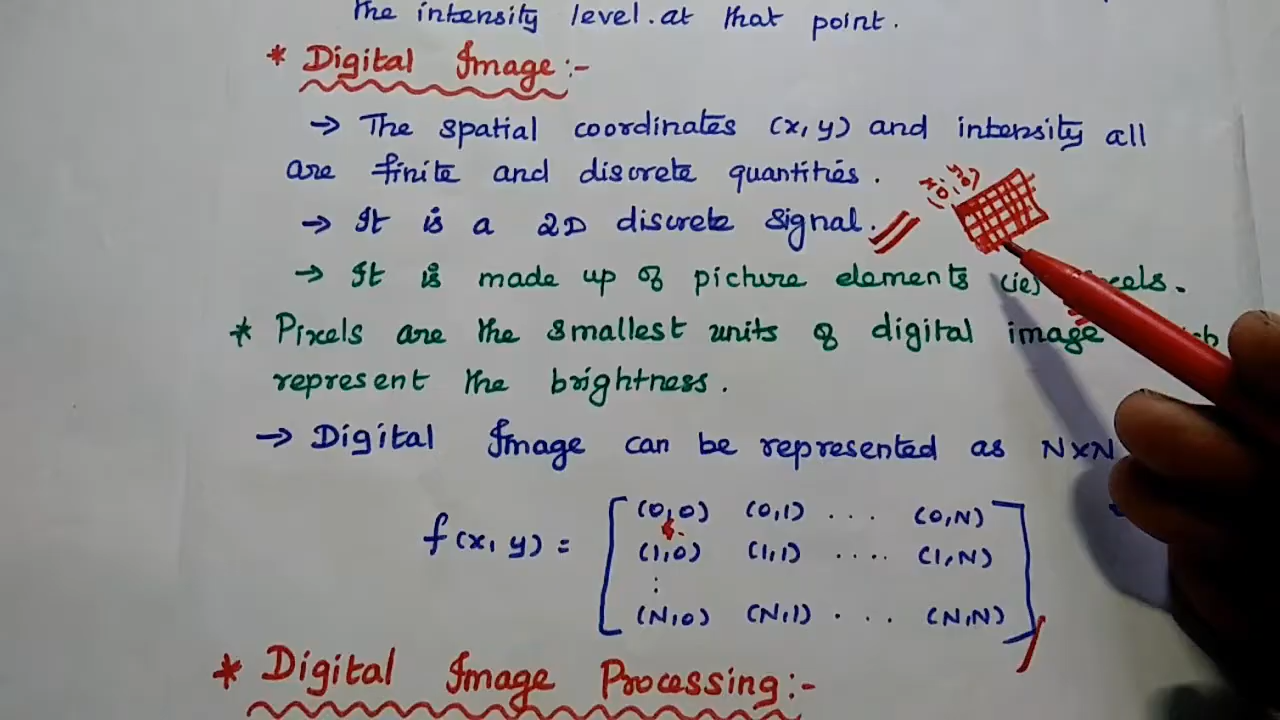 the intensity level. at that point.
* Digital Image:-
→ The spatial coordinates (x, y) and intensity all
are finite and discrete quantities.
x, y
(0,0)
→ It is a 2D discrete signal.
→ It is made up of picture elements (ie)
* Pixels are the smallest units of digital image
represent the brightness.
→ Digital Image can be represented as N×N
f(x, y) = [ (0,0) (0,1) .... (0,N)
(1,0) (1,1) .... (1,N)
:
(N,0) (N,1) .... (N,N) ]
* Digital Image Processing:-